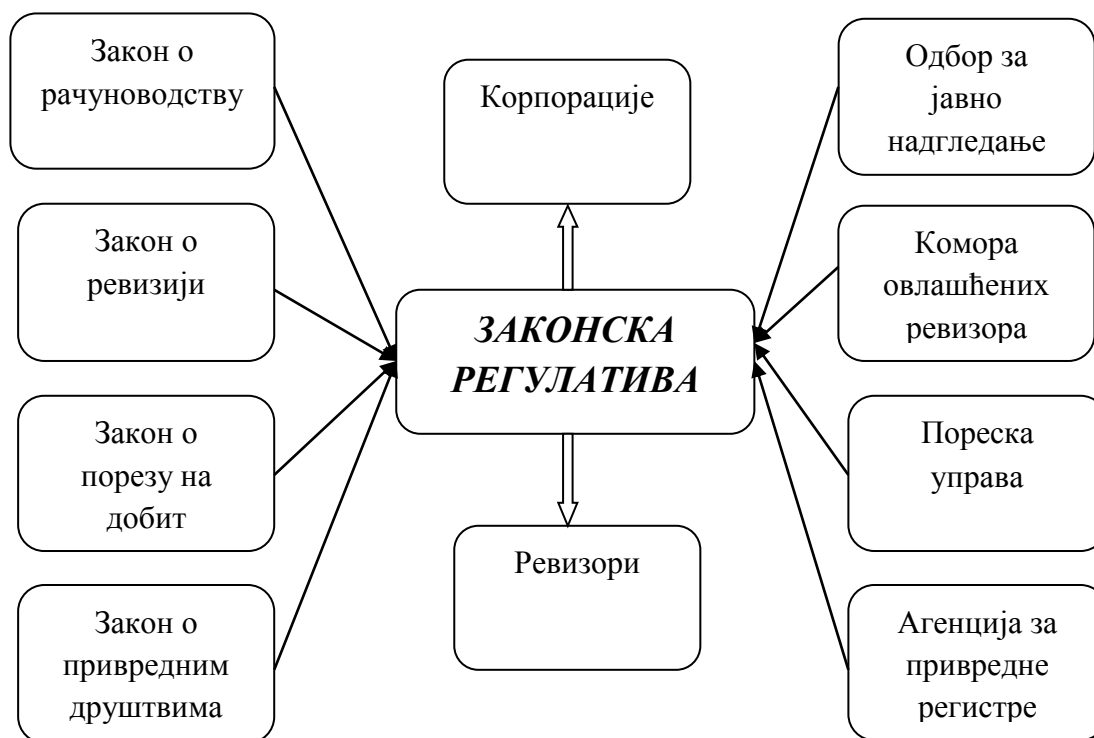 Закон о
рачуноводству
Закон о
ревизији
Закон о
порезу на
добит
Закон о
привредним
друштвима
Корпорације
ЗАКОНСКА
РЕГУЛАТИВА
Ревизори
Одбор за
јавно
надгледање
Комора
овлашћених
ревизора
Пореска
управа
Агенција за
привредне
регистре